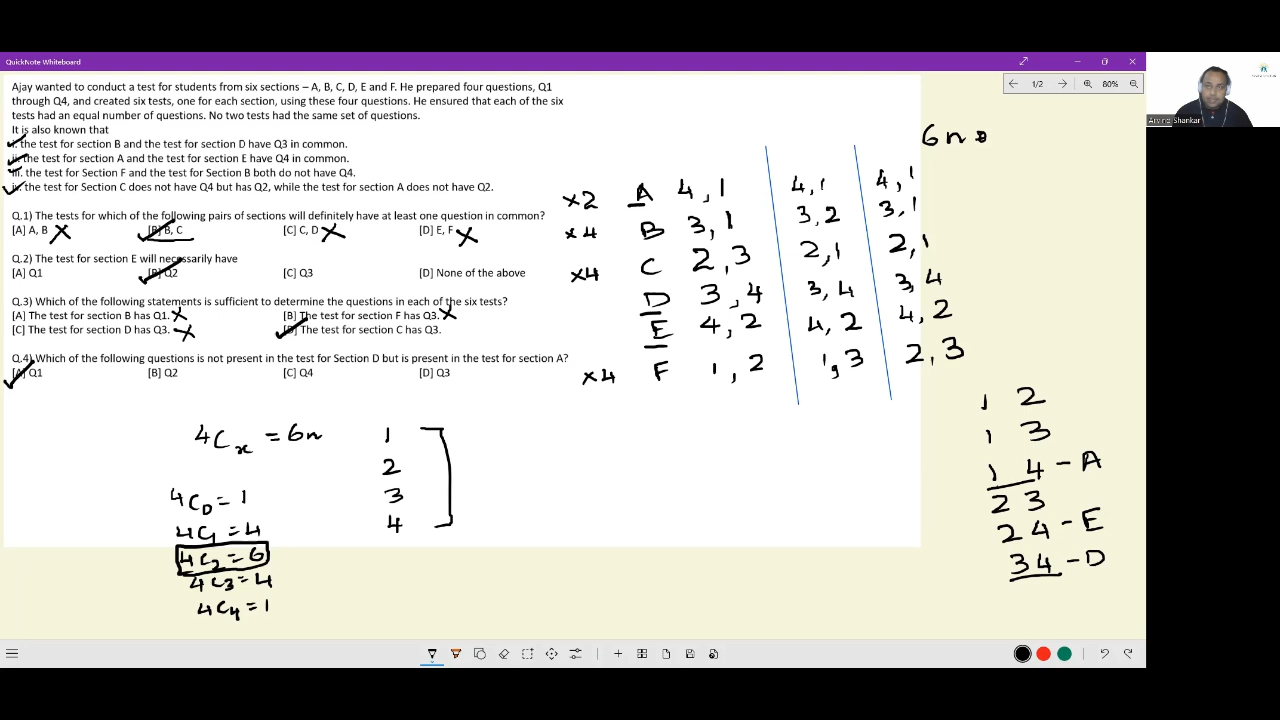 QuickNote Whiteboard
1/2
80%
Arvind Shankar
Ajay wanted to conduct a test for students from six sections – A, B, C, D, E and F. He prepared four questions, Q1
through Q4, and created six tests, one for each section, using these four questions. He ensured that each of the six
tests had an equal number of questions. No two tests had the same set of questions.
It is also known that
i. the test for section B and the test for section D have Q3 in common.
ii. the test for section A and the test for section E have Q4 in common.
iii. the test for Section F and the test for Section B both do not have Q4.
iv. the test for Section C does not have Q4 but has Q2, while the test for section A does not have Q2.
Q.1) The tests for which of the following pairs of sections will definitely have at least one question in common?
[A] A, B [B] B, C [C] C, D [D] E, F
Q.2) The test for section E will necessarily have
[A] Q1 [B] Q2 [C] Q3 [D] None of the above
Q.3) Which of the following statements is sufficient to determine the questions in each of the six tests?
[A] The test for section B has Q1. [B] The test for section F has Q3.
[C] The test for section D has Q3. [D] The test for section C has Q3.
Q.4) Which of the following questions is not present in the test for Section D but is present in the test for section A?
[A] Q1 [B] Q2 [C] Q4 [D] Q3
6n
x2 A 4,1 4,1 4,1
x4 B 3,1 3,2 3,1
x4 C 2,3 2,1 2,1
D 3,4 3,4 3,4
E 4,2 4,2 4,2
x4 F 1,2 1,3 2,3
4Cx = 6n
4C0 = 1
4C1 = 4
4C2 = 6
4C3 = 4
4C4 = 1
1
2
3
4
1 2
1 3
1 4 - A
2 3
2 4 - E
3 4 - D